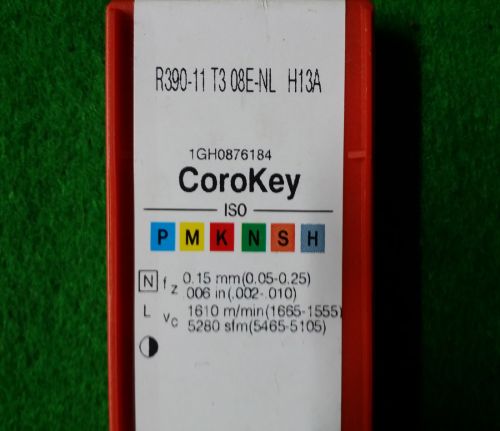 R390-11 T3 08E-NL H13A
1GH0876184
CoroKey
ISO
P M K N S H
N fz 0.15 mm(0.05-0.25)
.006 in(.002-.010)
L vc 1610 m/min(1665-1555)
5280 sfm(5465-5105)